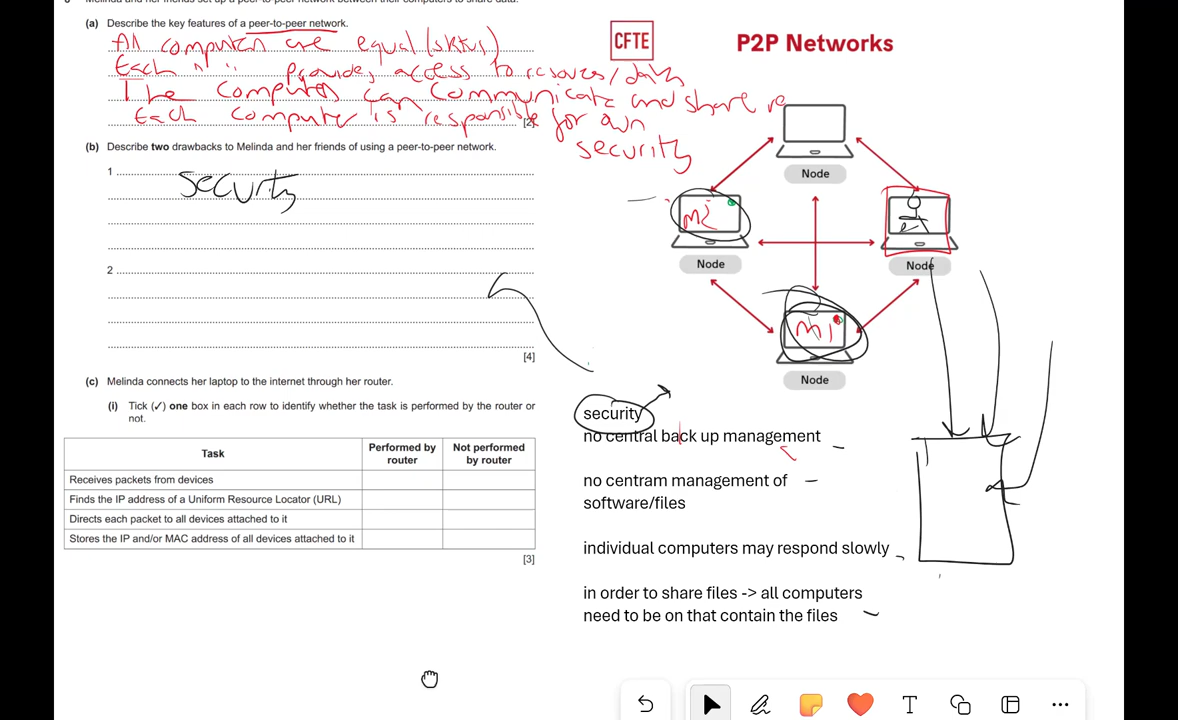 Melinda and her friends set up a peer-to-peer network between their computers to share data.
(a) Describe the key features of a peer-to-peer network.
All computers are equal (status)
Each " " provides access to resources/data
The computers can communicate and share re
Each computer is responsible for own
security
[2]
(b) Describe two drawbacks to Melinda and her friends of using a peer-to-peer network.
1
security
2
[4]
(c) Melinda connects her laptop to the internet through her router.
(i) Tick (✓) one box in each row to identify whether the task is performed by the router or
not.
Task Performed by router Not performed by router
Receives packets from devices
Finds the IP address of a Uniform Resource Locator (URL)
Directs each packet to all devices attached to it
Stores the IP and/or MAC address of all devices attached to it
[3]
CFTE
P2P Networks
Node
M2
Node
Node
M1
Node
security
no central back up management
no centram management of
software/files
individual computers may respond slowly
in order to share files -> all computers
need to be on that contain the files
T